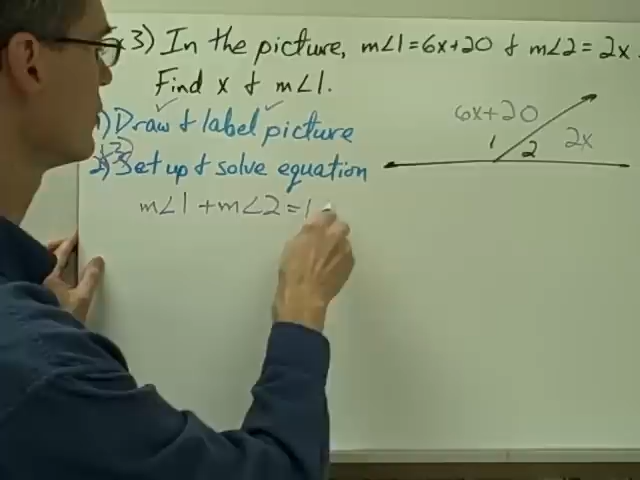 x3) In the picture, m∠1=6x+20 & m∠2=2x.
Find x & m∠1.
1) Draw & label picture
2) Set up & solve equation
m∠1 + m∠2 = 1
6x+20
1
2
2x